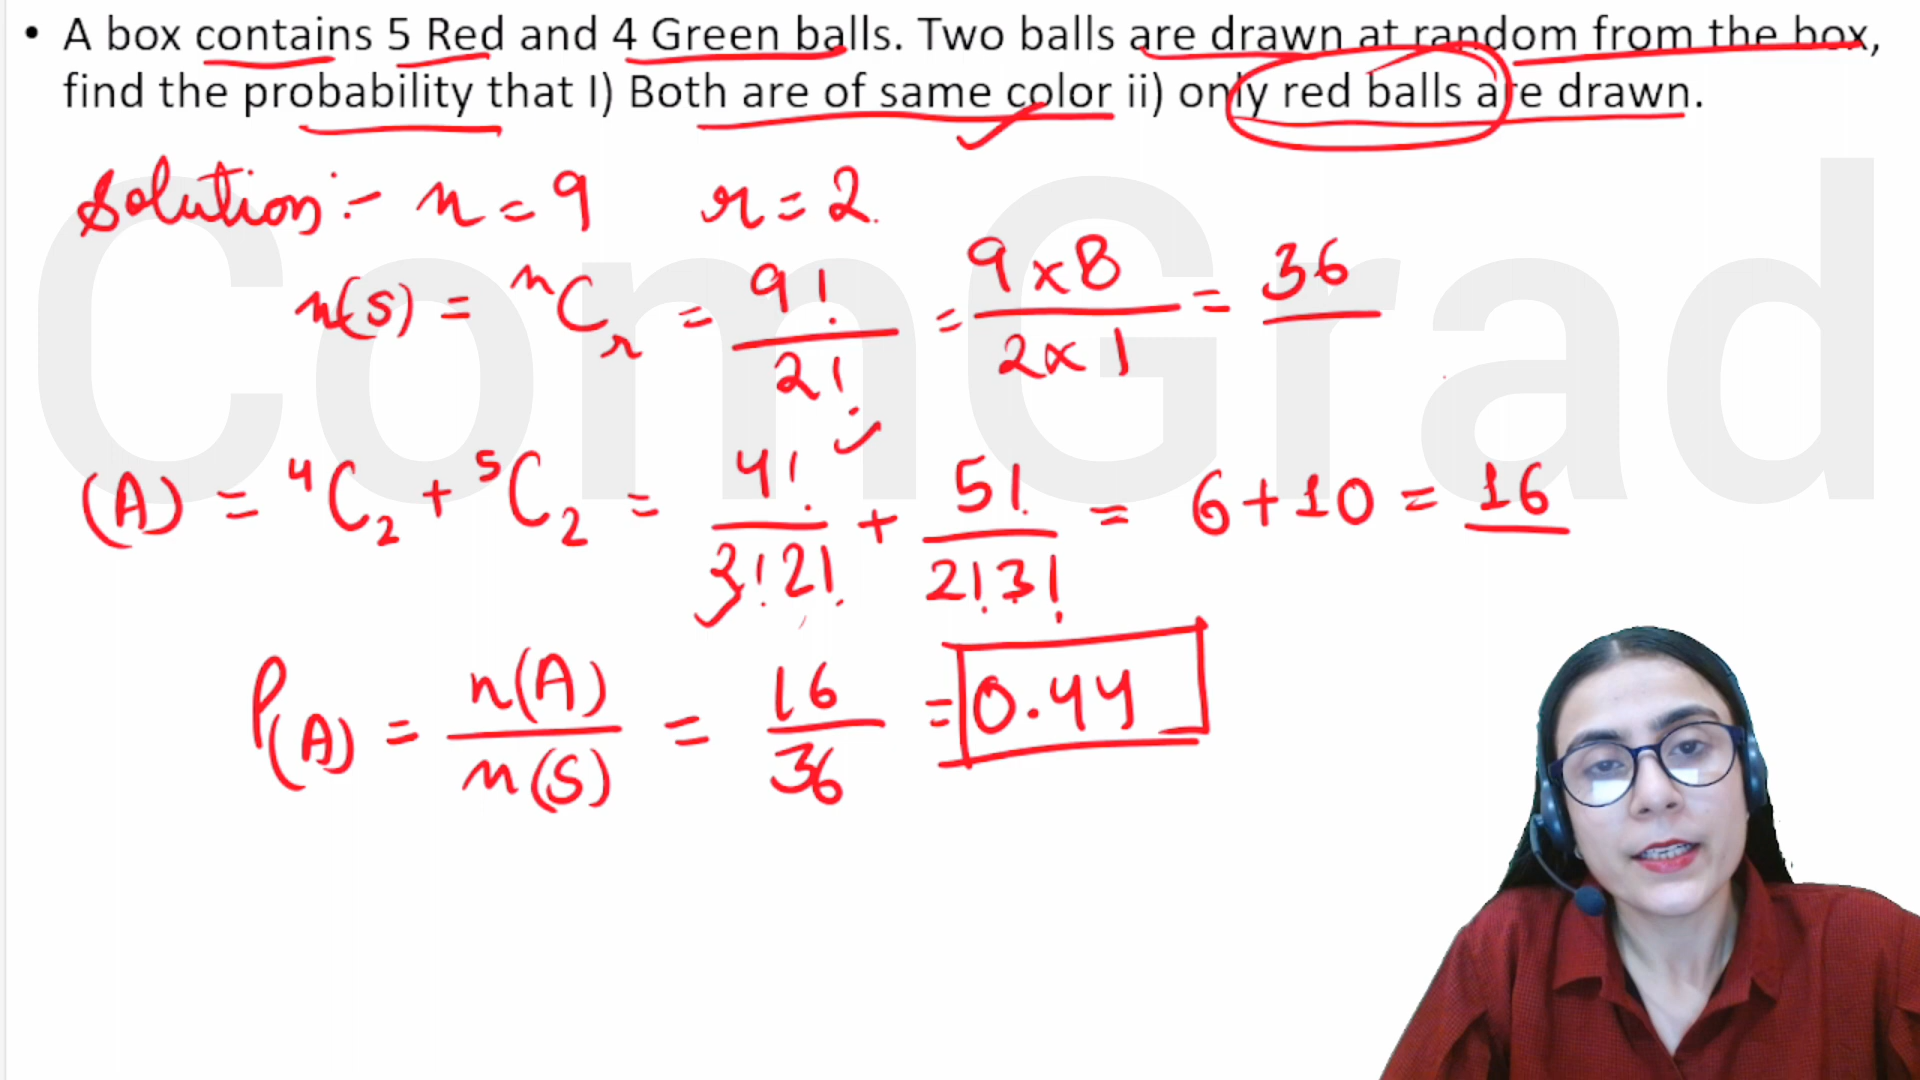 • A box contains 5 Red and 4 Green balls. Two balls are drawn at random from the box,
find the probability that I) Both are of same color ii) only red balls are drawn.
ComGrad
Solution:- n = 9 r = 2
n(S) = ⁿCᵣ = 9!/2! = 9×8/2×1 = 36
(A) = ⁴C₂ + ⁵C₂ = 4!/3!2! + 5!/2!3! = 6+10 = 16
P(A) = n(A)/n(S) = 16/36 = 0.44